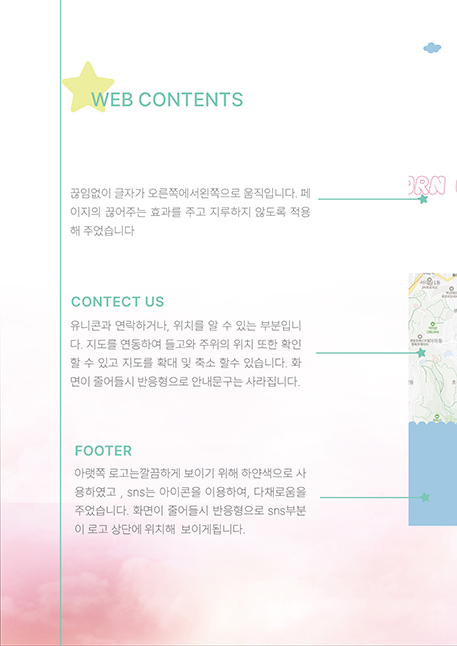 WEB CONTENTS
끊임없이 글자가 오른쪽에서왼쪽으로 움직입니다. 페
이지의 끊어주는 효과를 주고 지루하지 않도록 적용
해 주었습니다
ORN
CONTECT US
유니콘과 연락하거나, 위치를 알 수 있는 부분입니
다. 지도를 연동하여 들고와 주위의 위치 또한 확인
할 수 있고 지도를 확대 및 축소 할수 있습니다. 화
면이 줄어들시 반응형으로 안내문구는 사라집니다.
FOOTER
아랫쪽 로고는깔끔하게 보이기 위해 하얀색으로 사
용하였고 , sns는 아이콘을 이용하여, 다채로움을
주었습니다. 화면이 줄어들시 반응형으로 sns부분
이 로고 상단에 위치해 보이게됩니다.